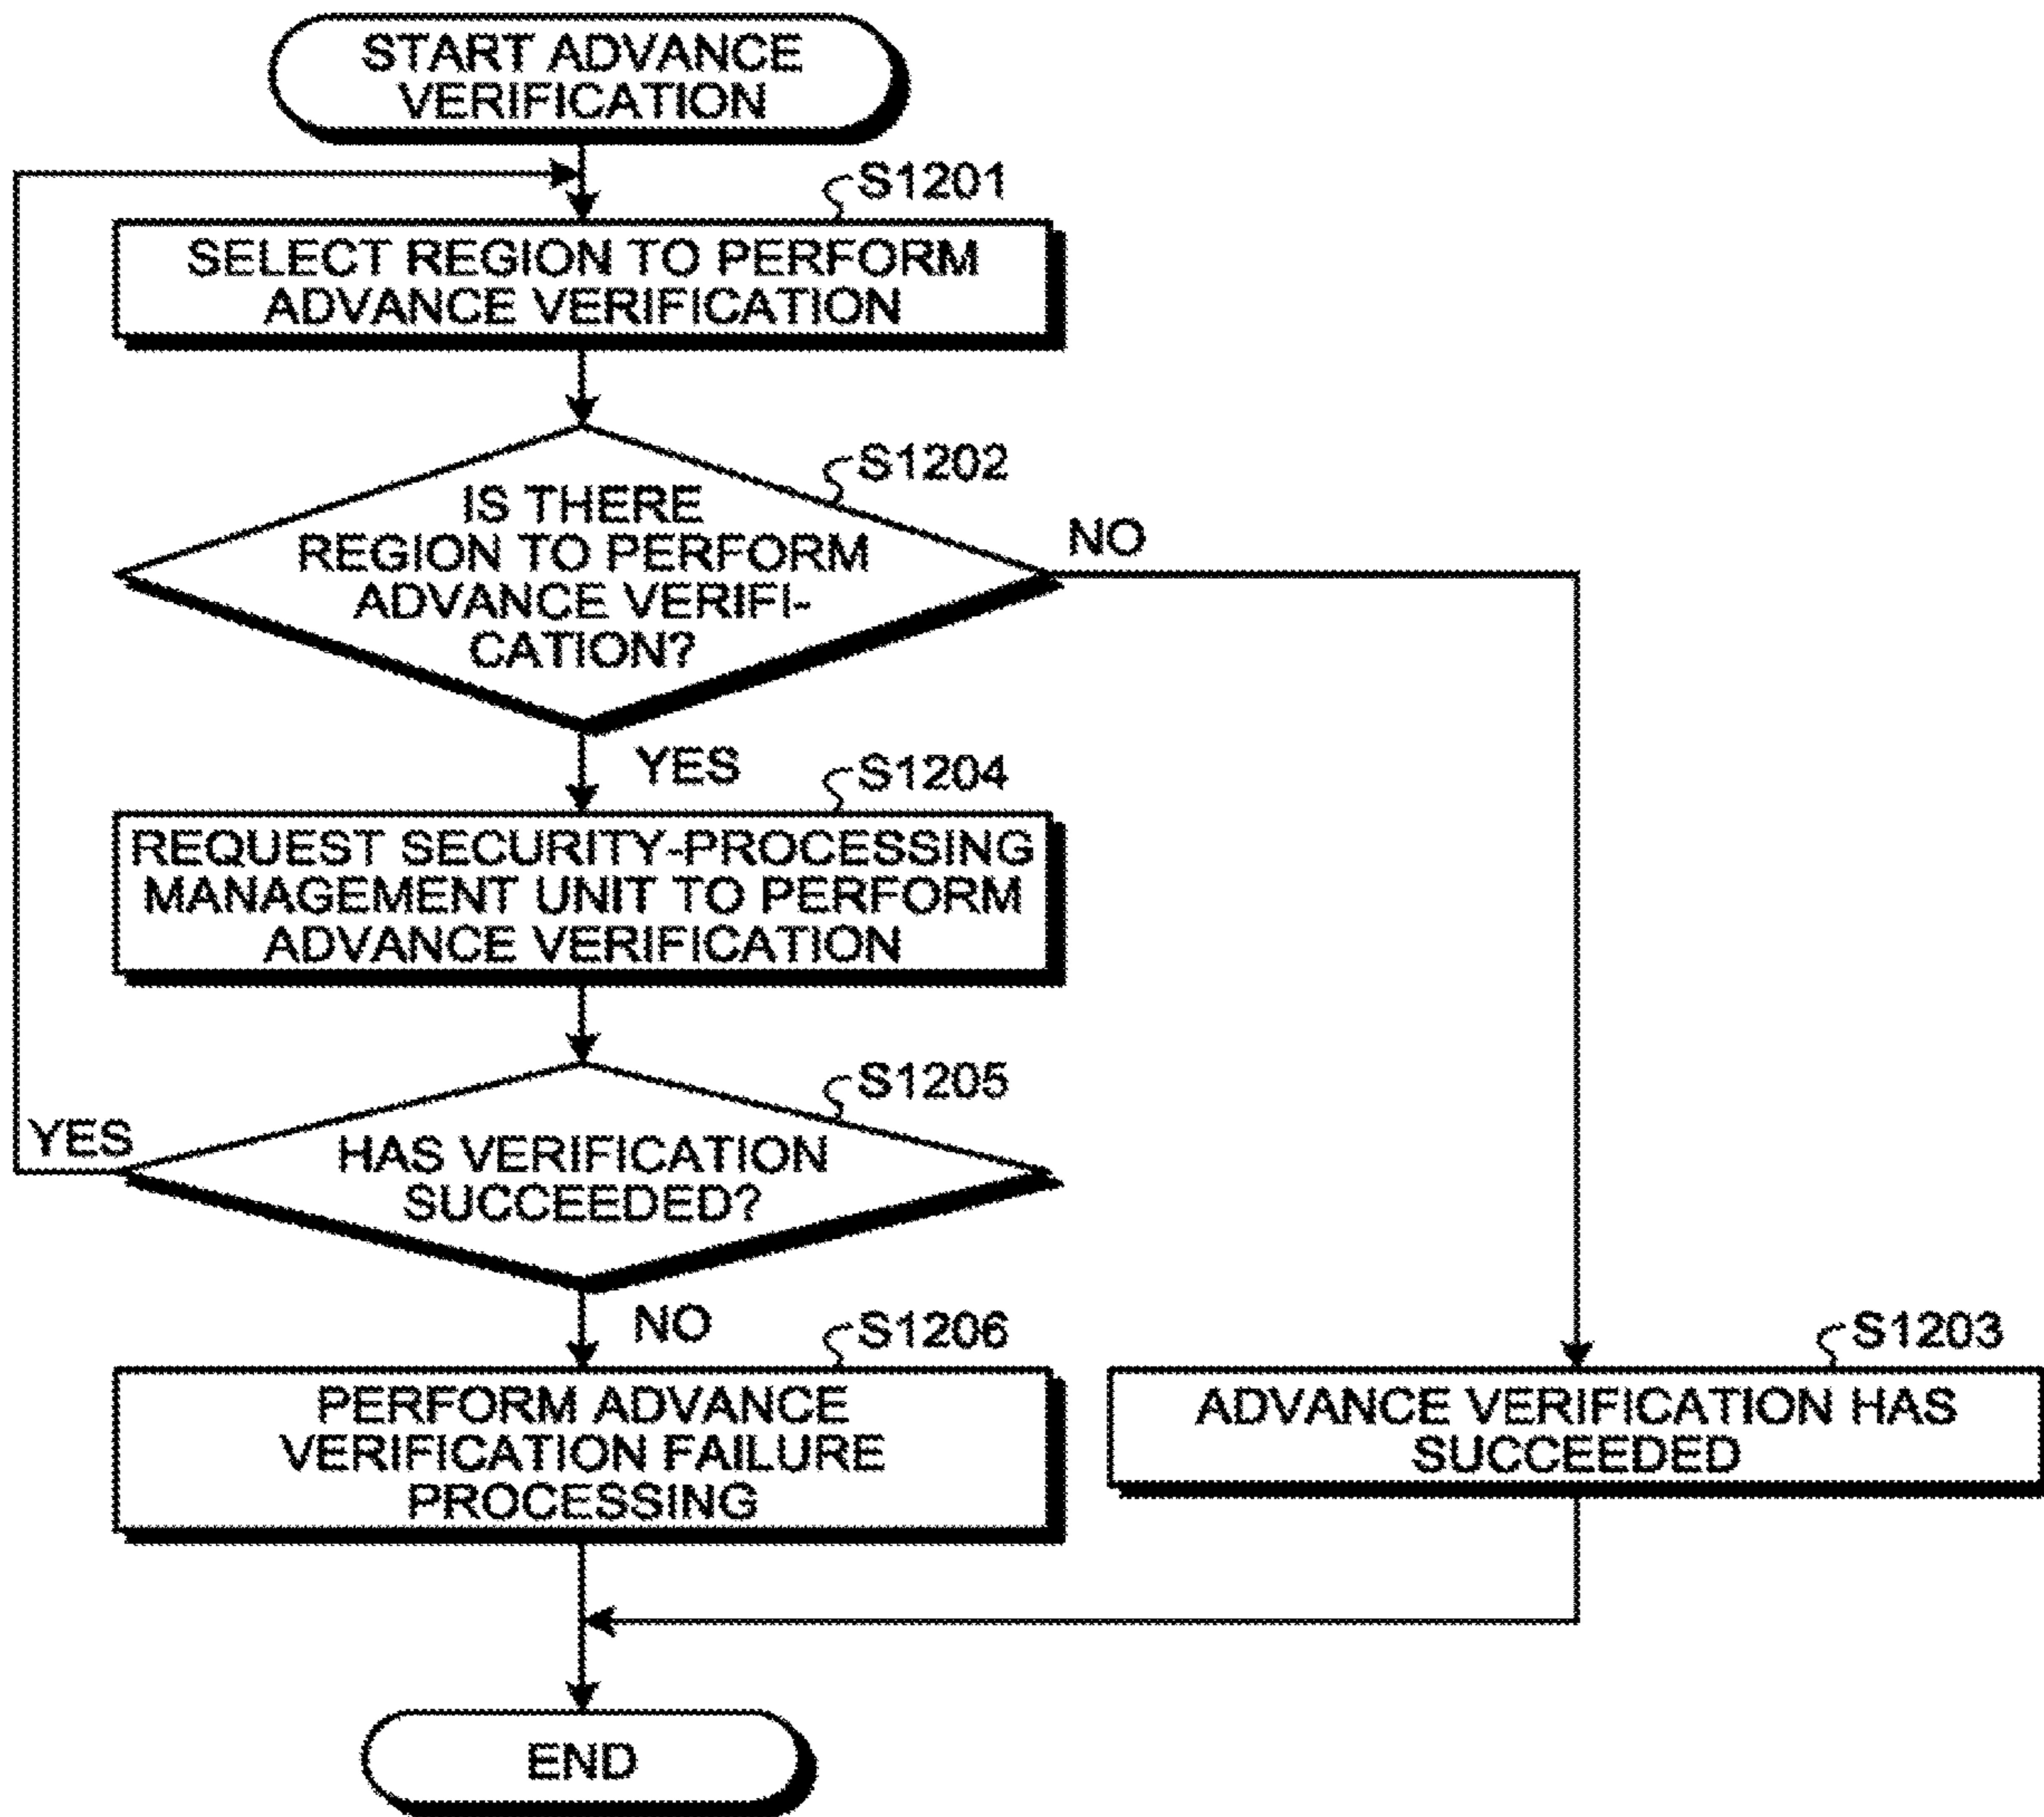 START ADVANCE
VERIFICATION
S1201
SELECT REGION TO PERFORM
ADVANCE VERIFICATION
S1202
IS THERE
REGION TO PERFORM
ADVANCE VERIFI-
CATION?
NO
YES
S1204
REQUEST SECURITY-PROCESSING
MANAGEMENT UNIT TO PERFORM
ADVANCE VERIFICATION
S1205
YES
HAS VERIFICATION
SUCCEEDED?
NO
S1206
PERFORM ADVANCE
VERIFICATION FAILURE
PROCESSING
S1203
ADVANCE VERIFICATION HAS
SUCCEEDED
END